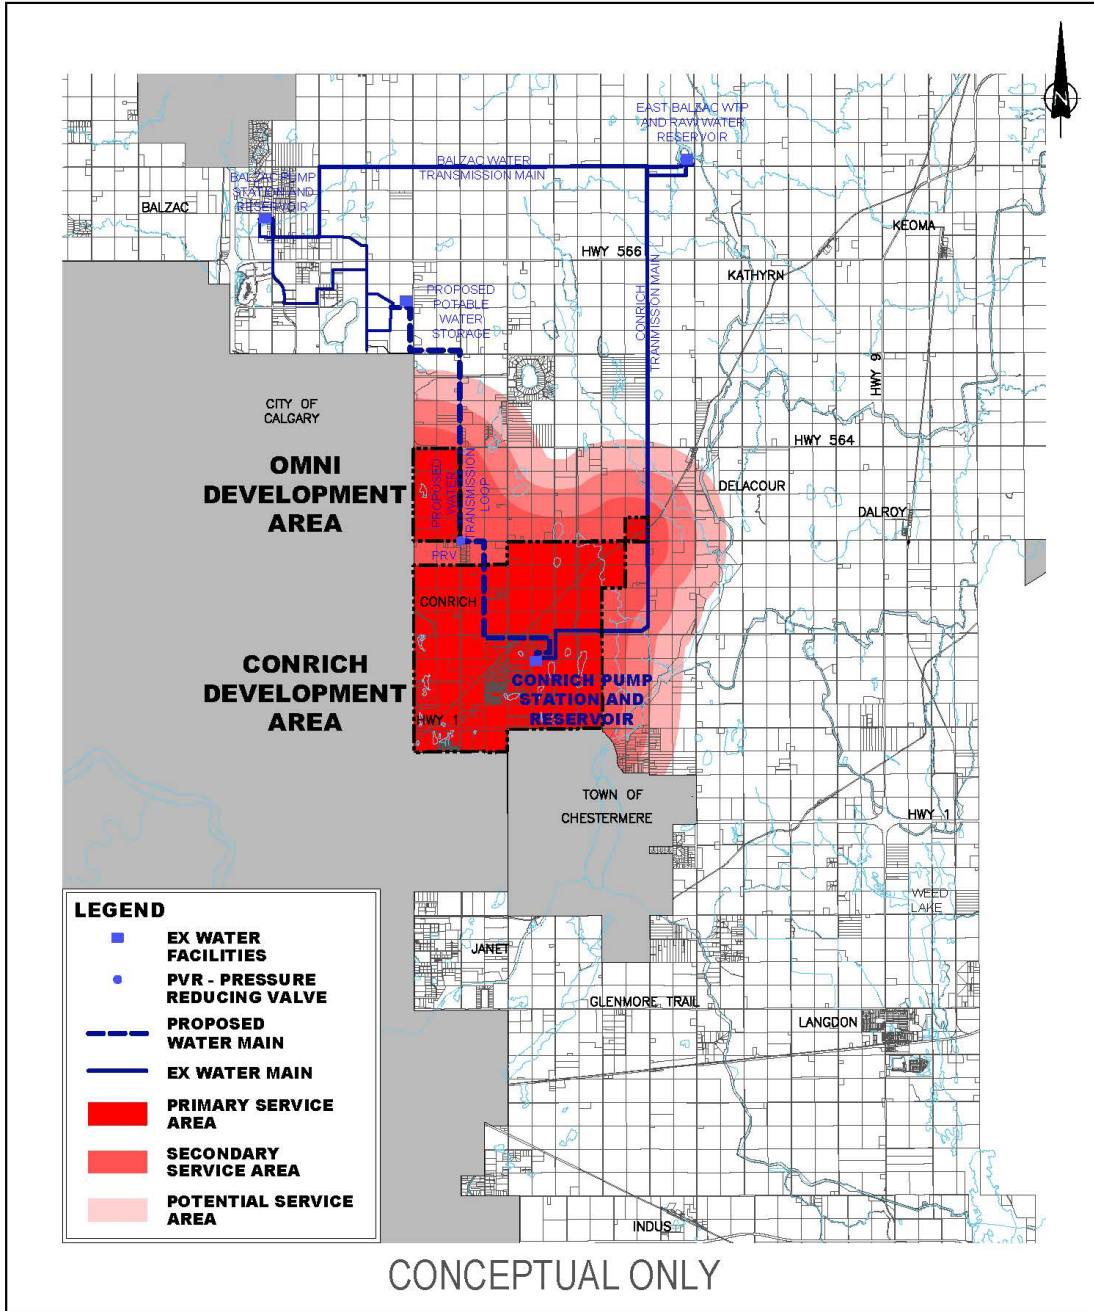 N
EAST BALZAC WTP
AND RAW WATER
RESERVOIR
BALZAC WATER
TRANSMISSION MAIN
BALZAC PUMP
STATION AND
RESERVOIR
BALZAC
KEOMA
HWY 566
KATHYRN
CONRICH
TRANMISSION MAIN
PROPOSED
POTABLE
WATER
STORAGE
HWY 9
CITY OF
CALGARY
HWY 564
OMNI
DEVELOPMENT
AREA
PROPOSED
WATER
TRANSMISSION
LOOP
DELACOUR
DALROY
PRV
CONRICH
CONRICH
DEVELOPMENT
AREA
CONRICH PUMP
STATION AND
RESERVOIR
HWY 1
TOWN OF
CHESTERMERE
HWY 1
WEED
LAKE
JANET
GLENMORE TRAIL
LANGDON
INDUS
LEGEND
EX WATER
FACILITIES
PVR - PRESSURE
REDUCING VALVE
PROPOSED
WATER MAIN
EX WATER MAIN
PRIMARY SERVICE
AREA
SECONDARY
SERVICE AREA
POTENTIAL SERVICE
AREA
CONCEPTUAL ONLY